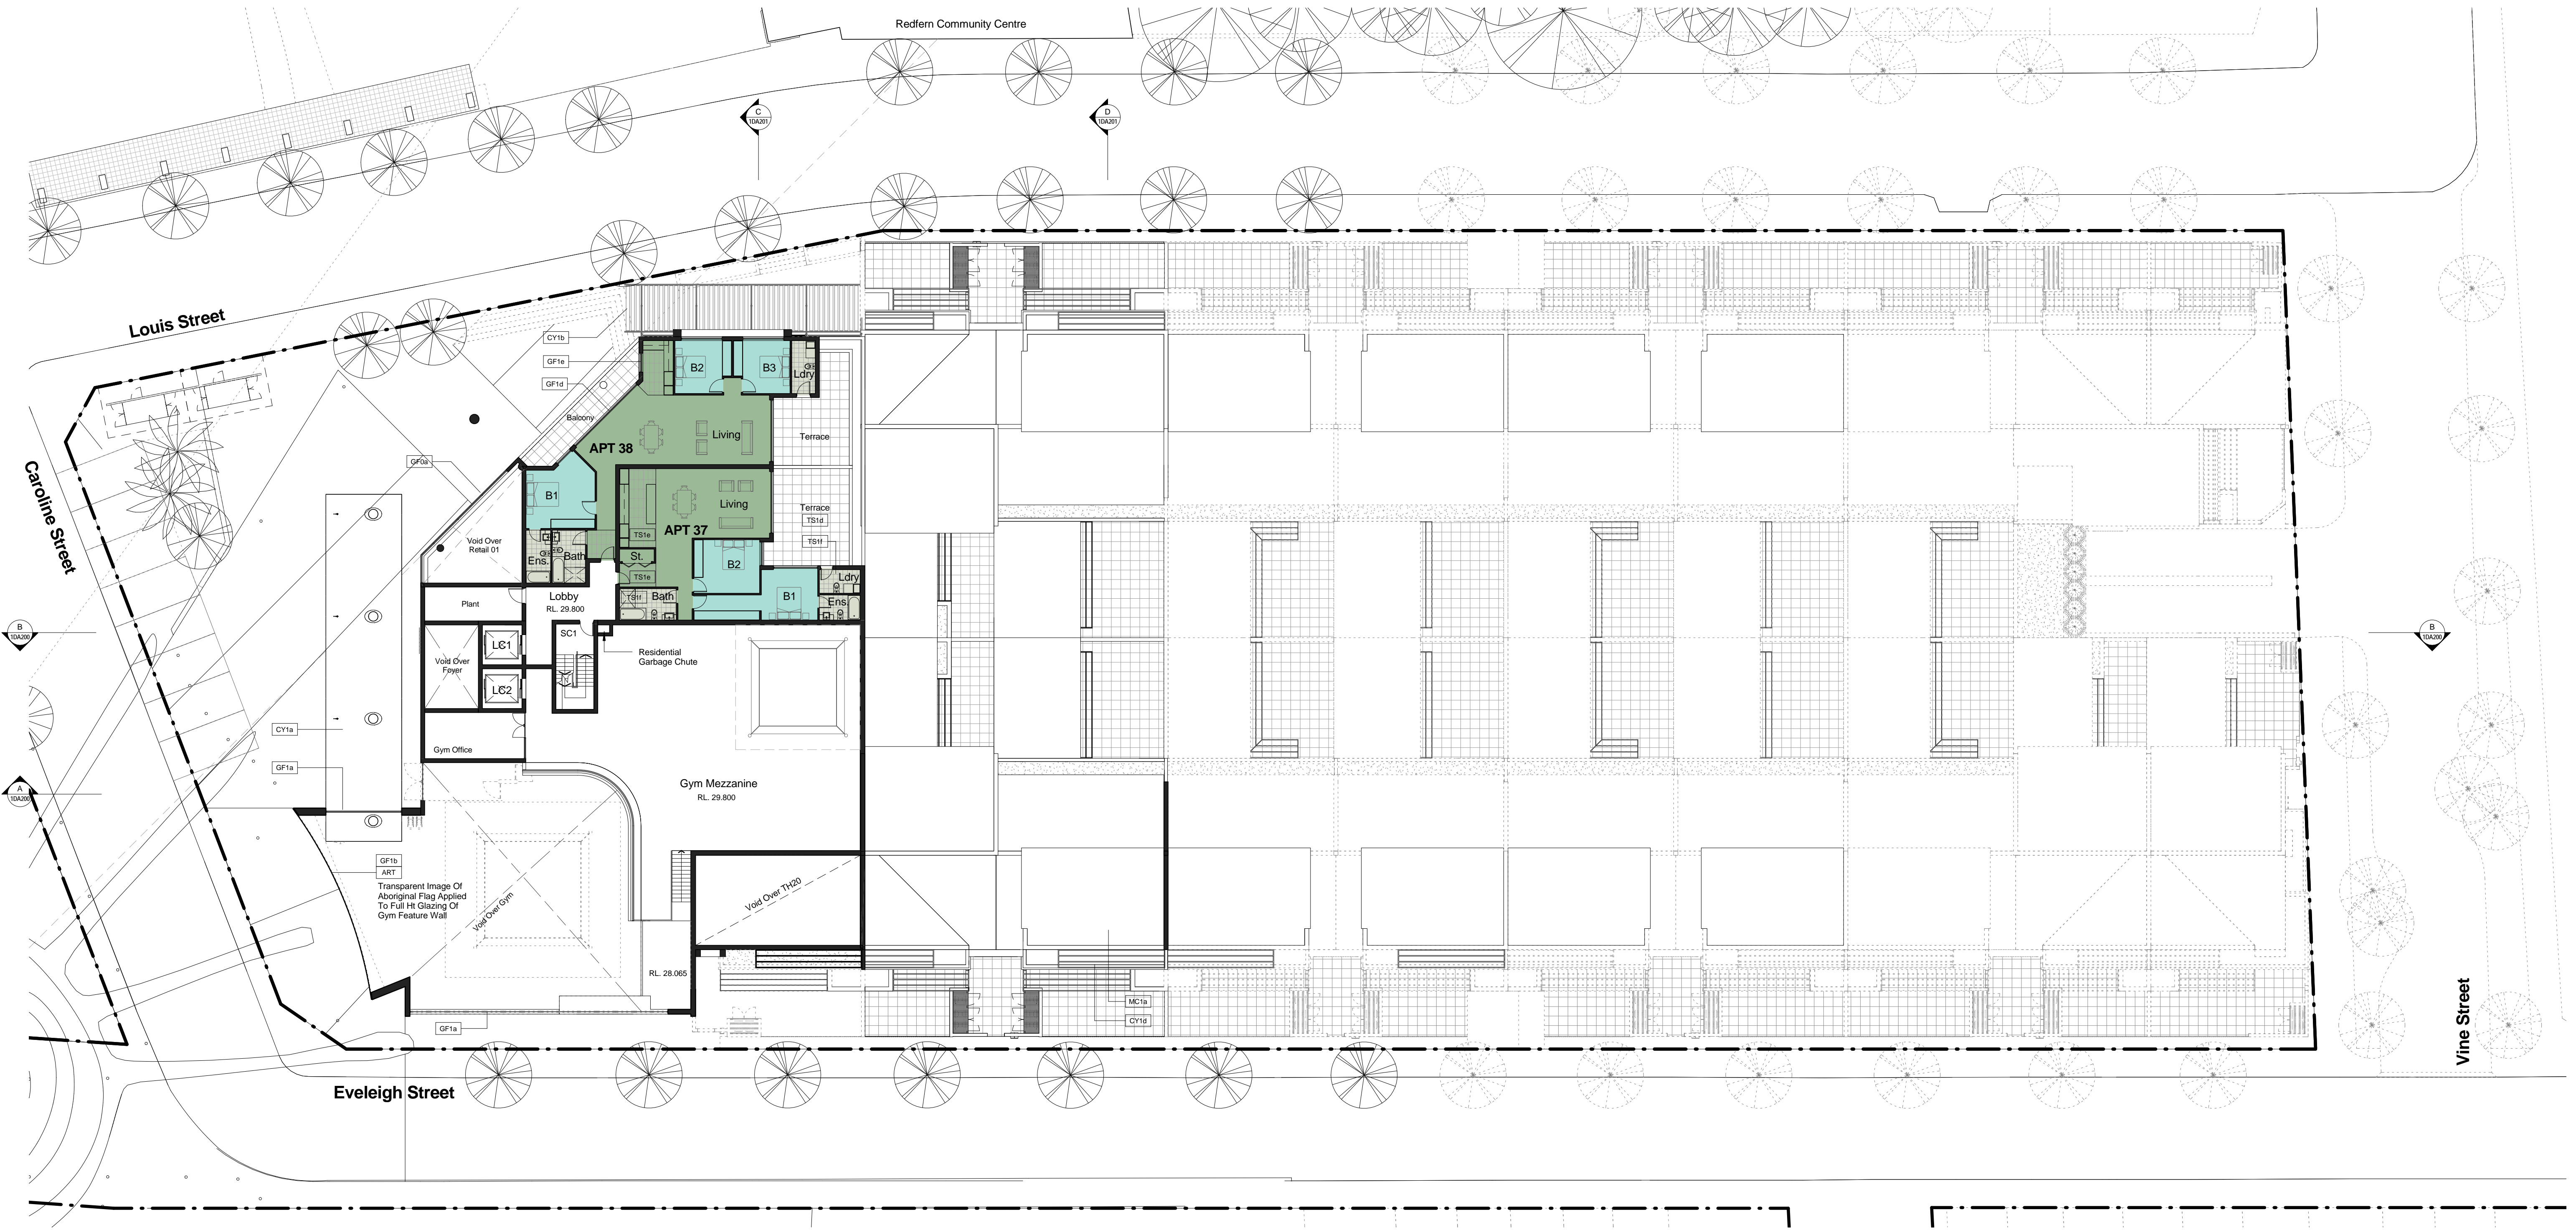 Redfern Community Centre
C
1DA201
D
1DA201
Louis Street
CY1b
GF1e
GF1d
B2
B3
Ldry
Balcony
Living
Terrace
APT 38
GF0a
Caroline Street
B1
Living
Terrace
TS1d
APT 37
TS1e
TS1f
Void Over
Retail 01
Ens.
Bath
St.
B2
TS1e
Ldry
Lobby
RL. 29.800
TS1f
Bath
B1
Ens.
Plant
B
1DA200
SC1
B
1DA200
LC1
Residential
Garbage Chute
Void Over
Foyer
LC2
CY1a
Gym Office
GF1a
Gym Mezzanine
RL. 29.800
A
1DA200
GF1b
ART
Transparent Image Of
Aboriginal Flag Applied
To Full Ht Glazing Of
Gym Feature Wall
Void Over Gym
Void Over TH20
RL. 28.065
MC1a
CY1d
GF1a
Vine Street
Eveleigh Street